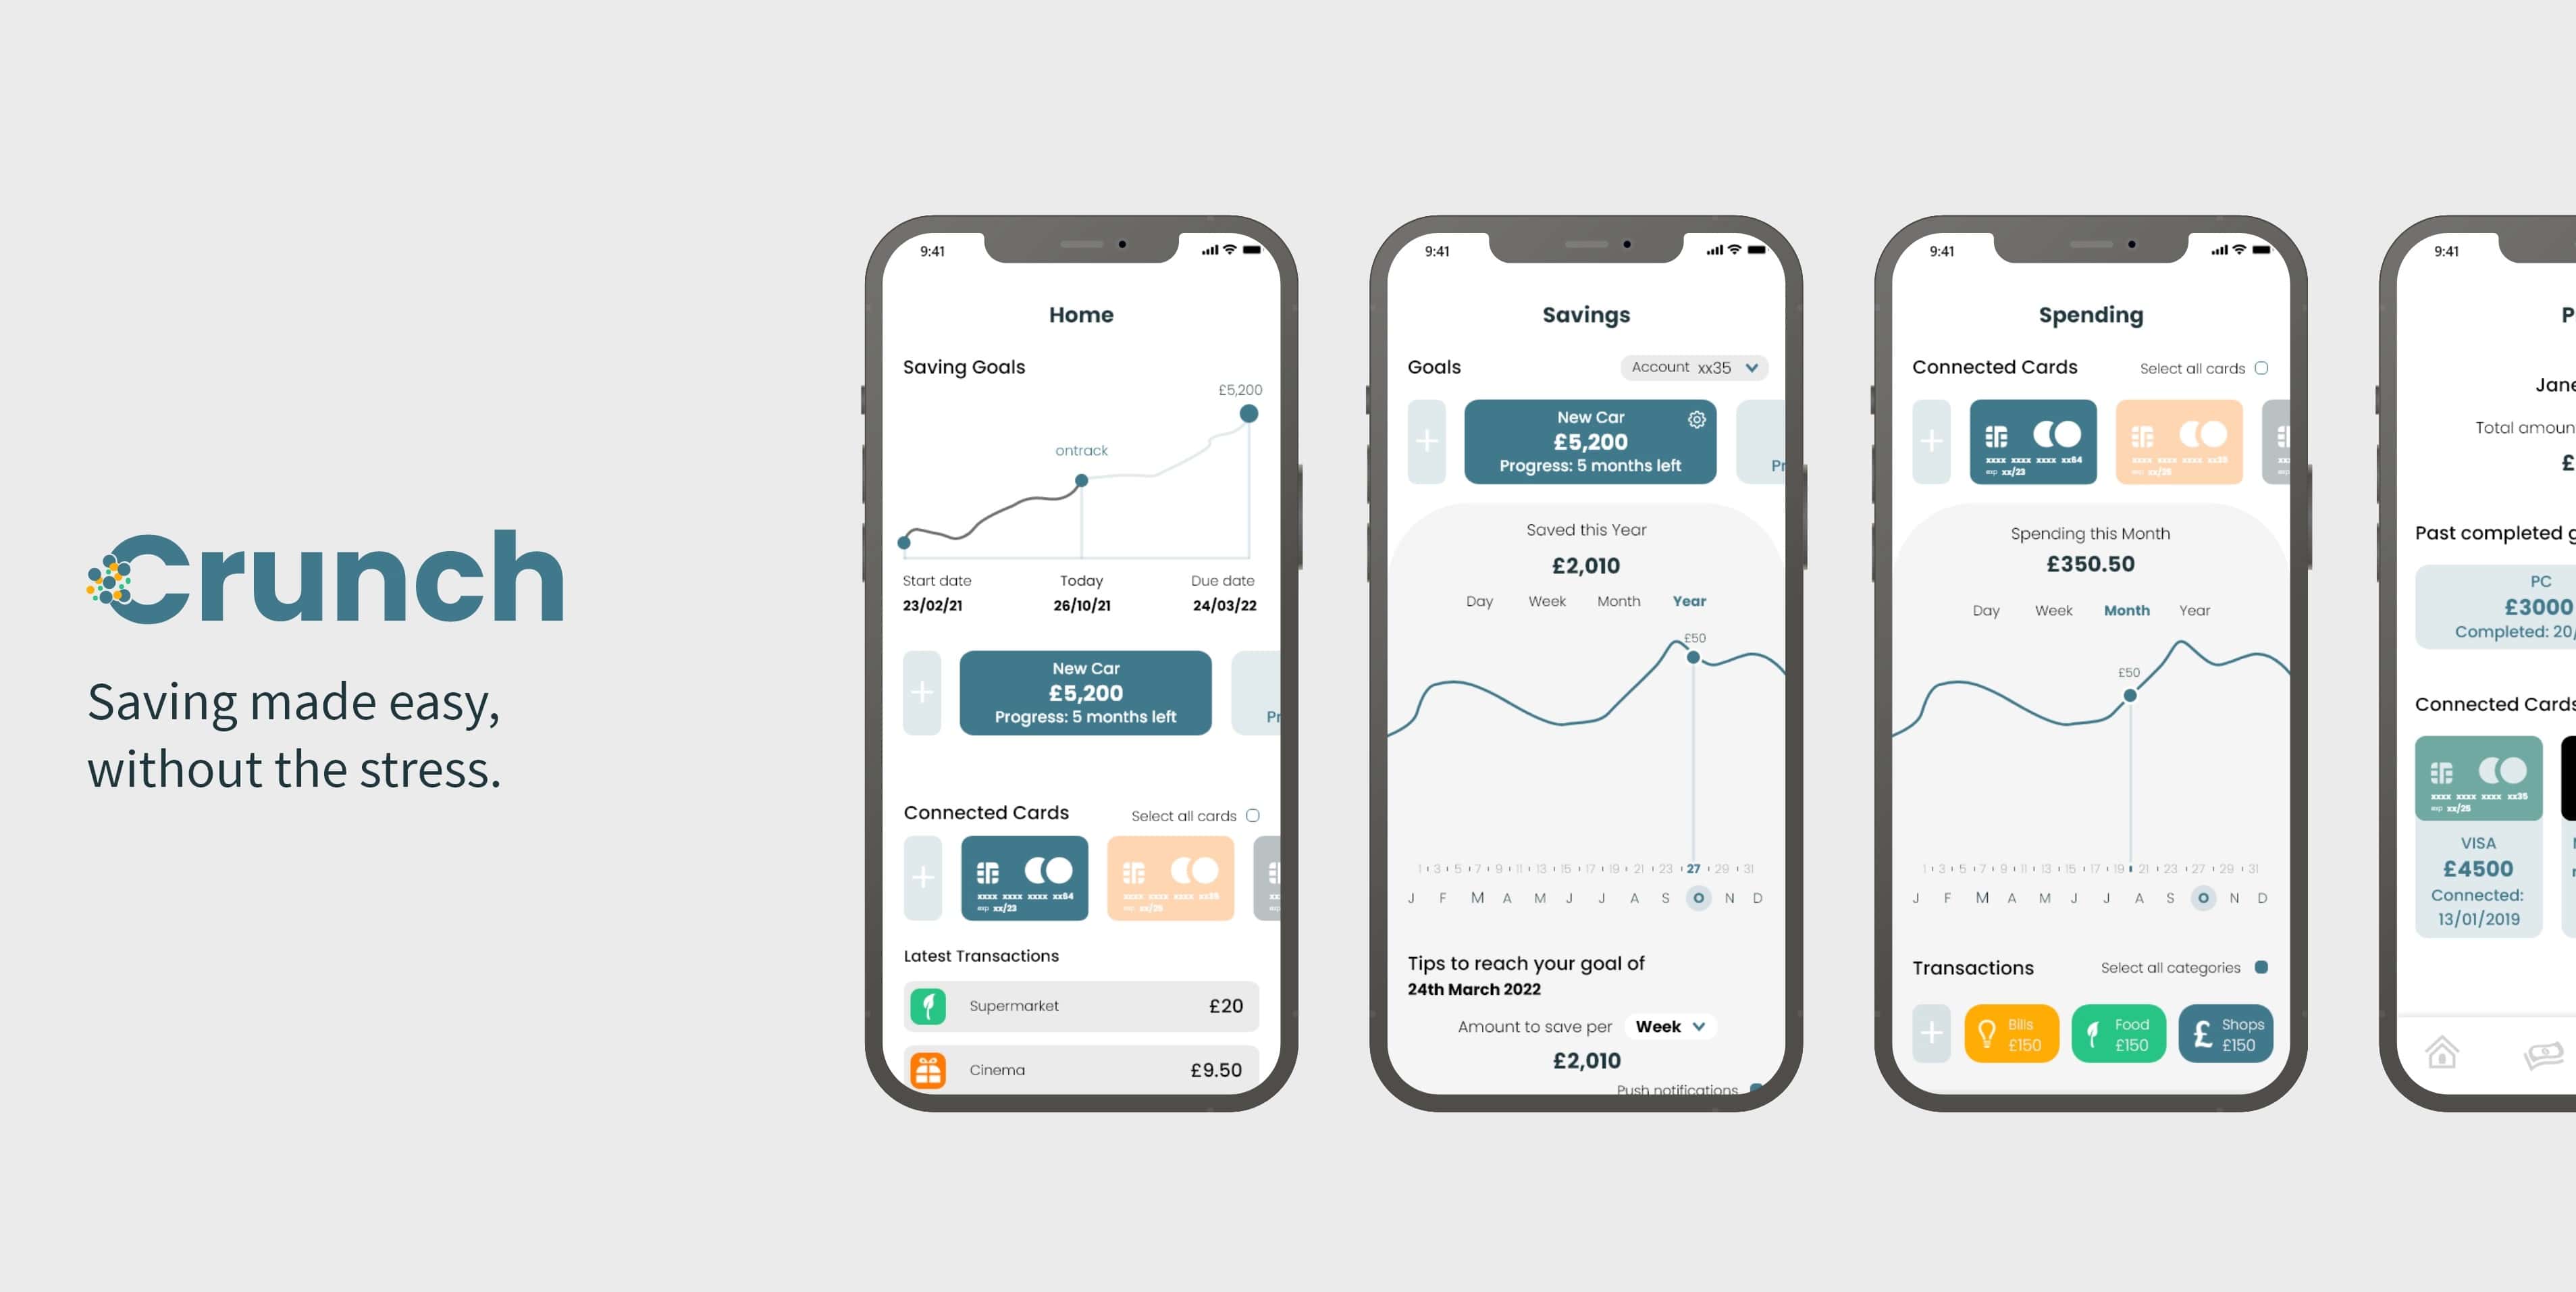 Crunch
Saving made easy,
without the stress.
9:41
Home
Saving Goals
£5,200
ontrack
Start date Today Due date
23/02/21 26/10/21 24/03/22
New Car
£5,200
Progress: 5 months left
Pr
Connected Cards Select all cards
xxxx xxxx xxxx xx64
exp xx/23
xxxx xxxx xxxx xx35
exp xx/25
Latest Transactions
Supermarket £20
Cinema £9.50
9:41
Savings
Goals Account xx35
New Car
£5,200
Progress: 5 months left
Pr
Saved this Year
£2,010
Day Week Month Year
£50
1 3 5 7 9 11 13 15 17 19 21 23 27 29 31
J F M A M J J A S O N D
Tips to reach your goal of
24th March 2022
Amount to save per Week
£2,010
Push notifications
9:41
Spending
Connected Cards Select all cards
xxxx xxxx xxxx xx64
exp xx/23
xxxx xxxx xxxx xx35
exp xx/25
Spending this Month
£350.50
Day Week Month Year
£50
1 3 5 7 9 11 13 15 17 19 21 23 27 29 31
J F M A M J J A S O N D
Transactions Select all categories
Bills
£150
Food
£150
Shops
£150
9:41
P
Jane
Total amoun
£
Past completed g
PC
£3000
Completed: 20/
Connected Cards
xxxx xxxx xxxx xx35
exp xx/25
VISA
£4500
Connected:
13/01/2019